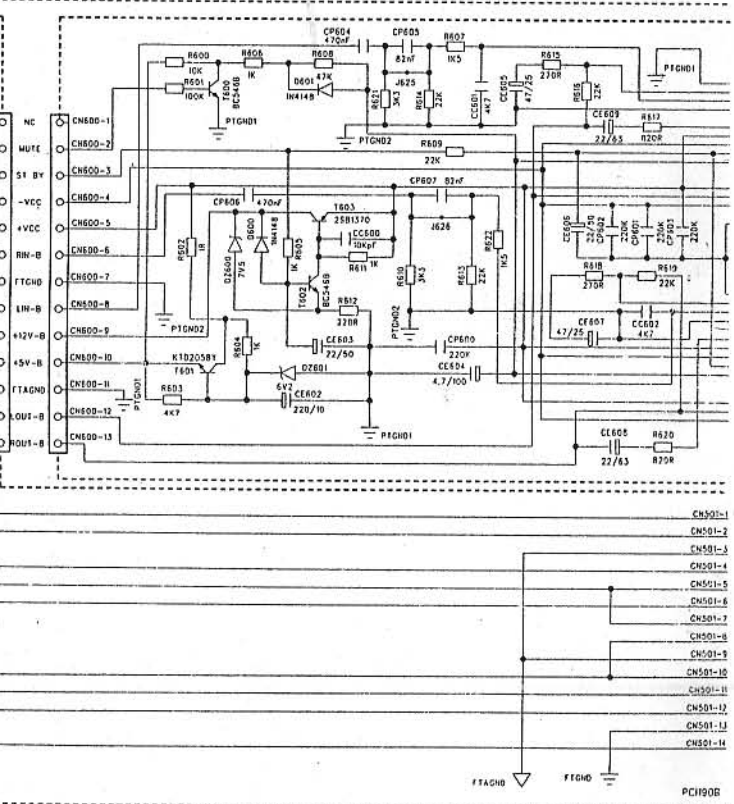 CP604
470nF
CP605
82nF
R607
1K5
R600
10K
R606
1K
R608
47K
R615
270R
PTGND1
R601
100K
T600
BC546B
D601
1N4148
J625
R621
3K3
R614
22K
CC601
4K7
CE605
47/25
R616
22K
NC
CN600-1
PTGND1
PTGND2
CE609
22/63
R617
820R
MUTE
CN600-2
R609
22K
ST BY
CN600-3
-VCC
CN600-4
CP607
82nF
CP606
470nF
T603
2SB1370
+VCC
CN600-5
R602
1R
DZ600
7V5
D600
1N4148
R605
1K
CC600
10KpF
R611
1K
J626
R622
1K5
CE606
22/50
CP602
220K
CP601
220K
CP603
220K
RIN-B
CN600-6
T602
BC546B
R610
3K3
R613
22K
R618
270R
R619
22K
FTGND
CN600-7
LIN-B
CN600-8
PTGND2
R612
220R
PTGND2
+12V-B
CN600-9
R604
1K
CE603
22/50
CP600
220K
CE607
47/25
CC602
4K7
+5V-B
CN600-10
KTD2058Y
T601
DZ601
6V2
CE604
4.7/100
FTAGND
CN600-11
PTGND1
R603
4K7
CE602
220/10
LOUT-B
CN600-12
PTGND1
ROUT-B
CN600-13
CE608
22/63
R620
820R
CN501-1
CN501-2
CN501-3
CN501-4
CN501-5
CN501-6
CN501-7
CN501-8
CN501-9
CN501-10
CN501-11
CN501-12
CN501-13
CN501-14
FTAGND
FTGND
PCI190B